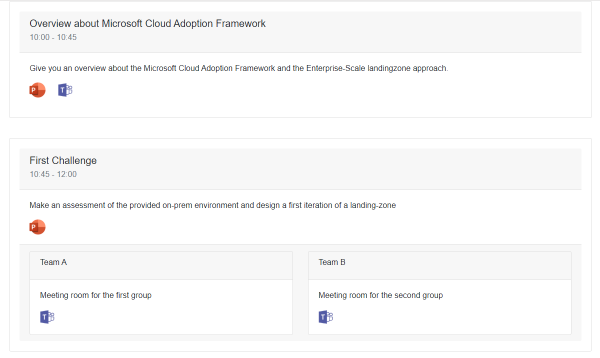 Overview about Microsoft Cloud Adoption Framework
10:00 - 10:45
Give you an overview about the Microsoft Cloud Adoption Framework and the Enterprise-Scale landingzone approach.
P T
First Challenge
10:45 - 12:00
Make an assessment of the provided on-prem environment and design a first iteration of a landing-zone
P
Team A
Team B
Meeting room for the first group
Meeting room for the second group
T
T